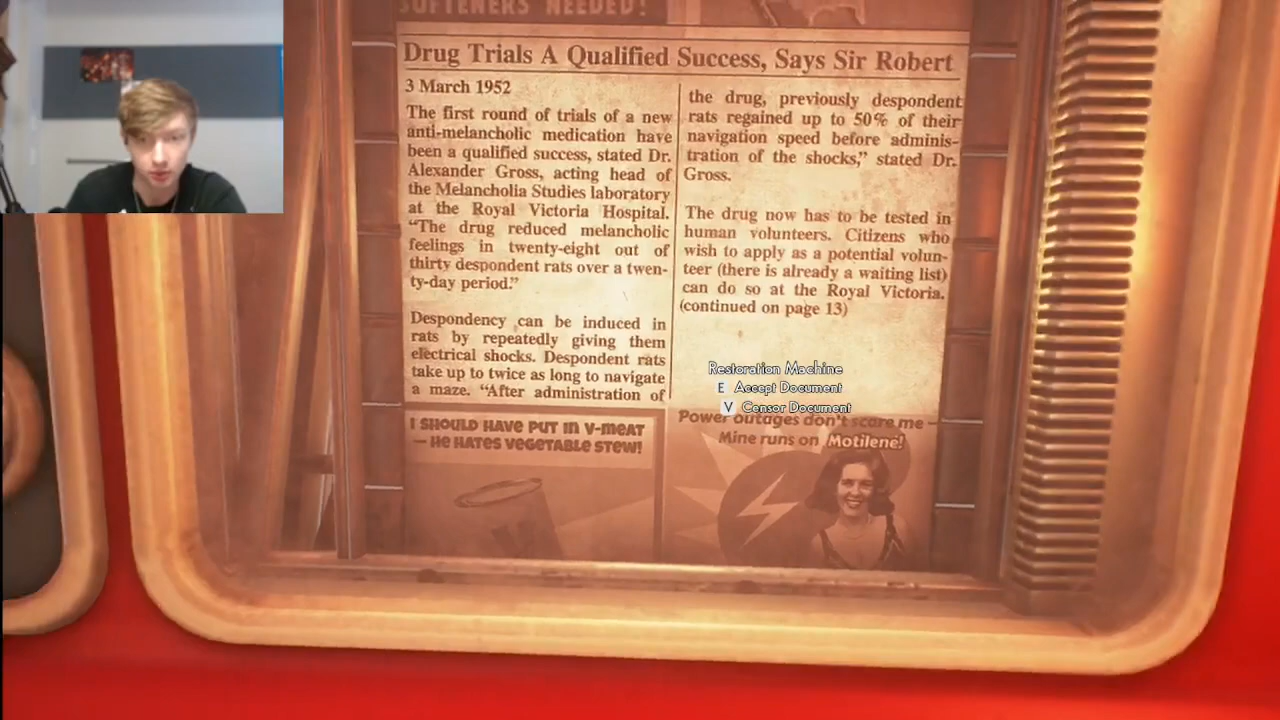 SOFTENERS NEEDED!
Drug Trials A Qualified Success, Says Sir Robert
3 March 1952
The first round of trials of a new
anti-melancholic medication have
been a qualified success, stated Dr.
Alexander Gross, acting head of
the Melancholia Studies laboratory
at the Royal Victoria Hospital.
“The drug reduced melancholic
feelings in twenty-eight out of
thirty despondent rats over a twen-
ty-day period.”
Despondency can be induced in
rats by repeatedly giving them
electrical shocks. Despondent rats
take up to twice as long to navigate
a maze. “After administration of
the drug, previously despondent
rats regained up to 50% of their
navigation speed before adminis-
tration of the shocks,” stated Dr.
Gross.
The drug now has to be tested in
human volunteers. Citizens who
wish to apply as a potential volun-
teer (there is already a waiting list)
can do so at the Royal Victoria.
(continued on page 13)
Restoration Machine
E Accept Document
V Censor Document
I SHOULD HAVE PUT IN V-MEAT
— HE HATES VEGETABLE STEW!
Power outages don't scare me –
Mine runs on Motilene!